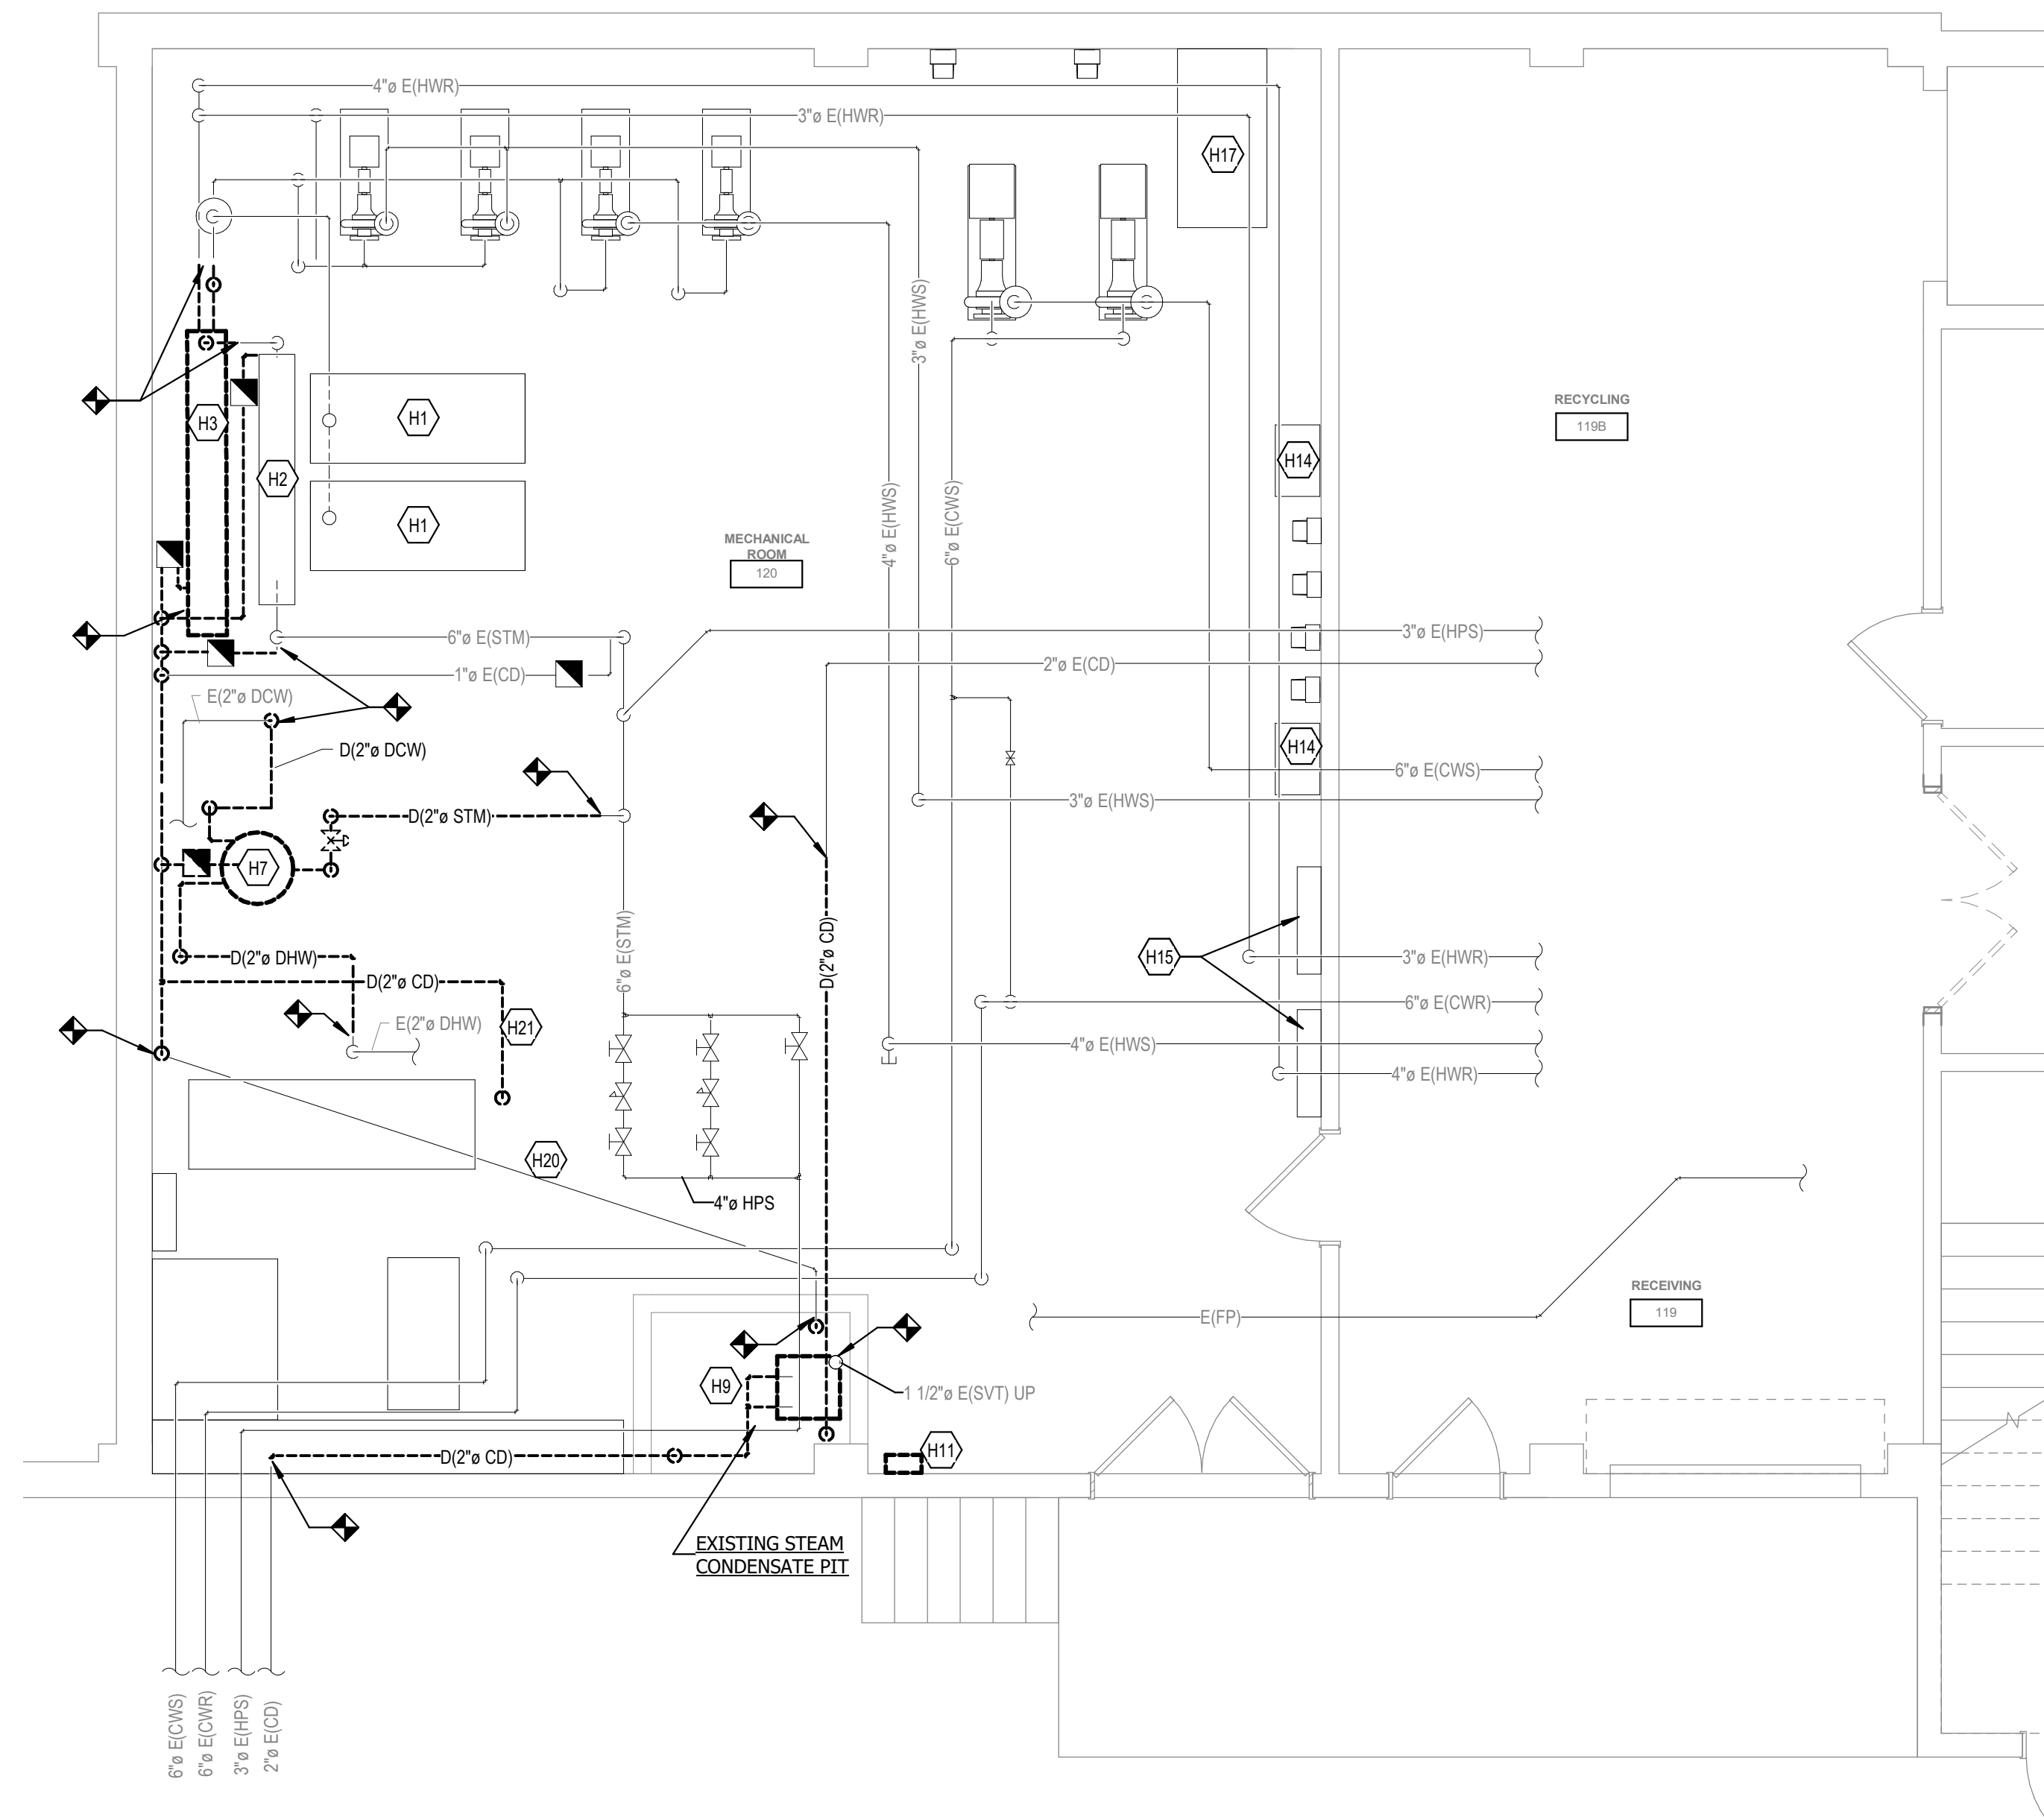 4"ø E(HWR)
3"ø E(HWR)
H17
3"ø E(HWS)
H3
H1
RECYCLING
119B
H2
H14
H1
4"ø E(HWS)
6"ø E(CWS)
MECHANICAL
ROOM
120
6"ø E(STM)
3"ø E(HPS)
2"ø E(CD)
1"ø E(CD)
E(2"ø DCW)
D(2"ø DCW)
H14
6"ø E(CWS)
3"ø E(HWS)
D(2"ø STM)
H7
6"ø E(STM)
D(2"ø CD)
D(2"ø DHW)
H15
3"ø E(HWR)
D(2"ø CD)
6"ø E(CWR)
E(2"ø DHW)
H21
4"ø E(HWS)
4"ø E(HWR)
H20
4"ø HPS
RECEIVING
119
E(FP)
H9
1 1/2"ø E(SVT) UP
D(2"ø CD)
H11
EXISTING STEAM
CONDENSATE PIT
6"ø E(CWS)
6"ø E(CWR)
3"ø E(HPS)
2"ø E(CD)